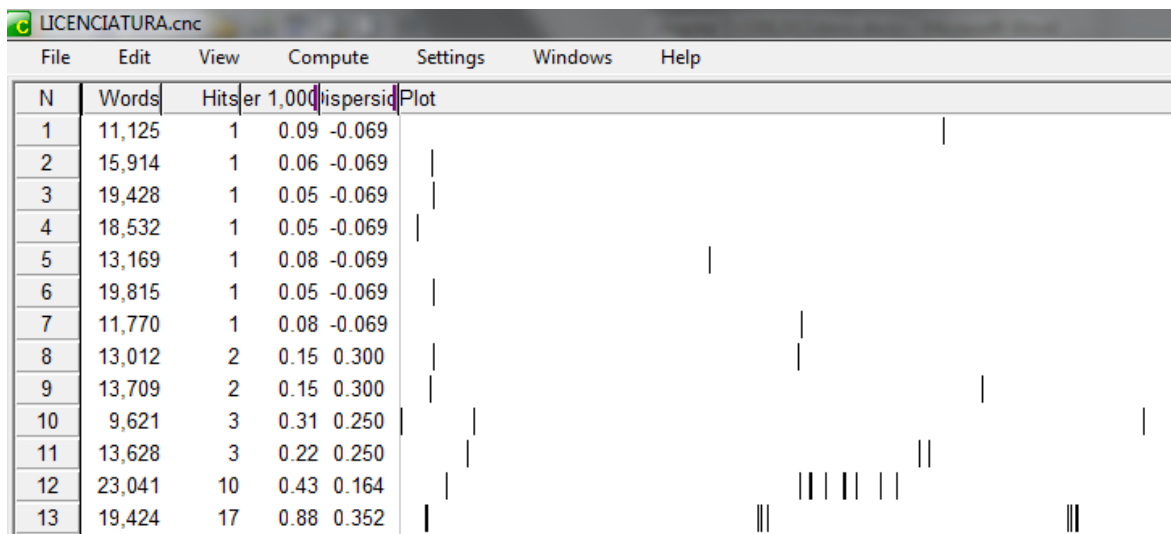 LICENCIATURA.cnc
File Edit View Compute Settings Windows Help
N Words Hits er 1,000 ispersio Plot
1 11,125 1 0.09 -0.069
2 15,914 1 0.06 -0.069
3 19,428 1 0.05 -0.069
4 18,532 1 0.05 -0.069
5 13,169 1 0.08 -0.069
6 19,815 1 0.05 -0.069
7 11,770 1 0.08 -0.069
8 13,012 2 0.15 0.300
9 13,709 2 0.15 0.300
10 9,621 3 0.31 0.250
11 13,628 3 0.22 0.250
12 23,041 10 0.43 0.164
13 19,424 17 0.88 0.352